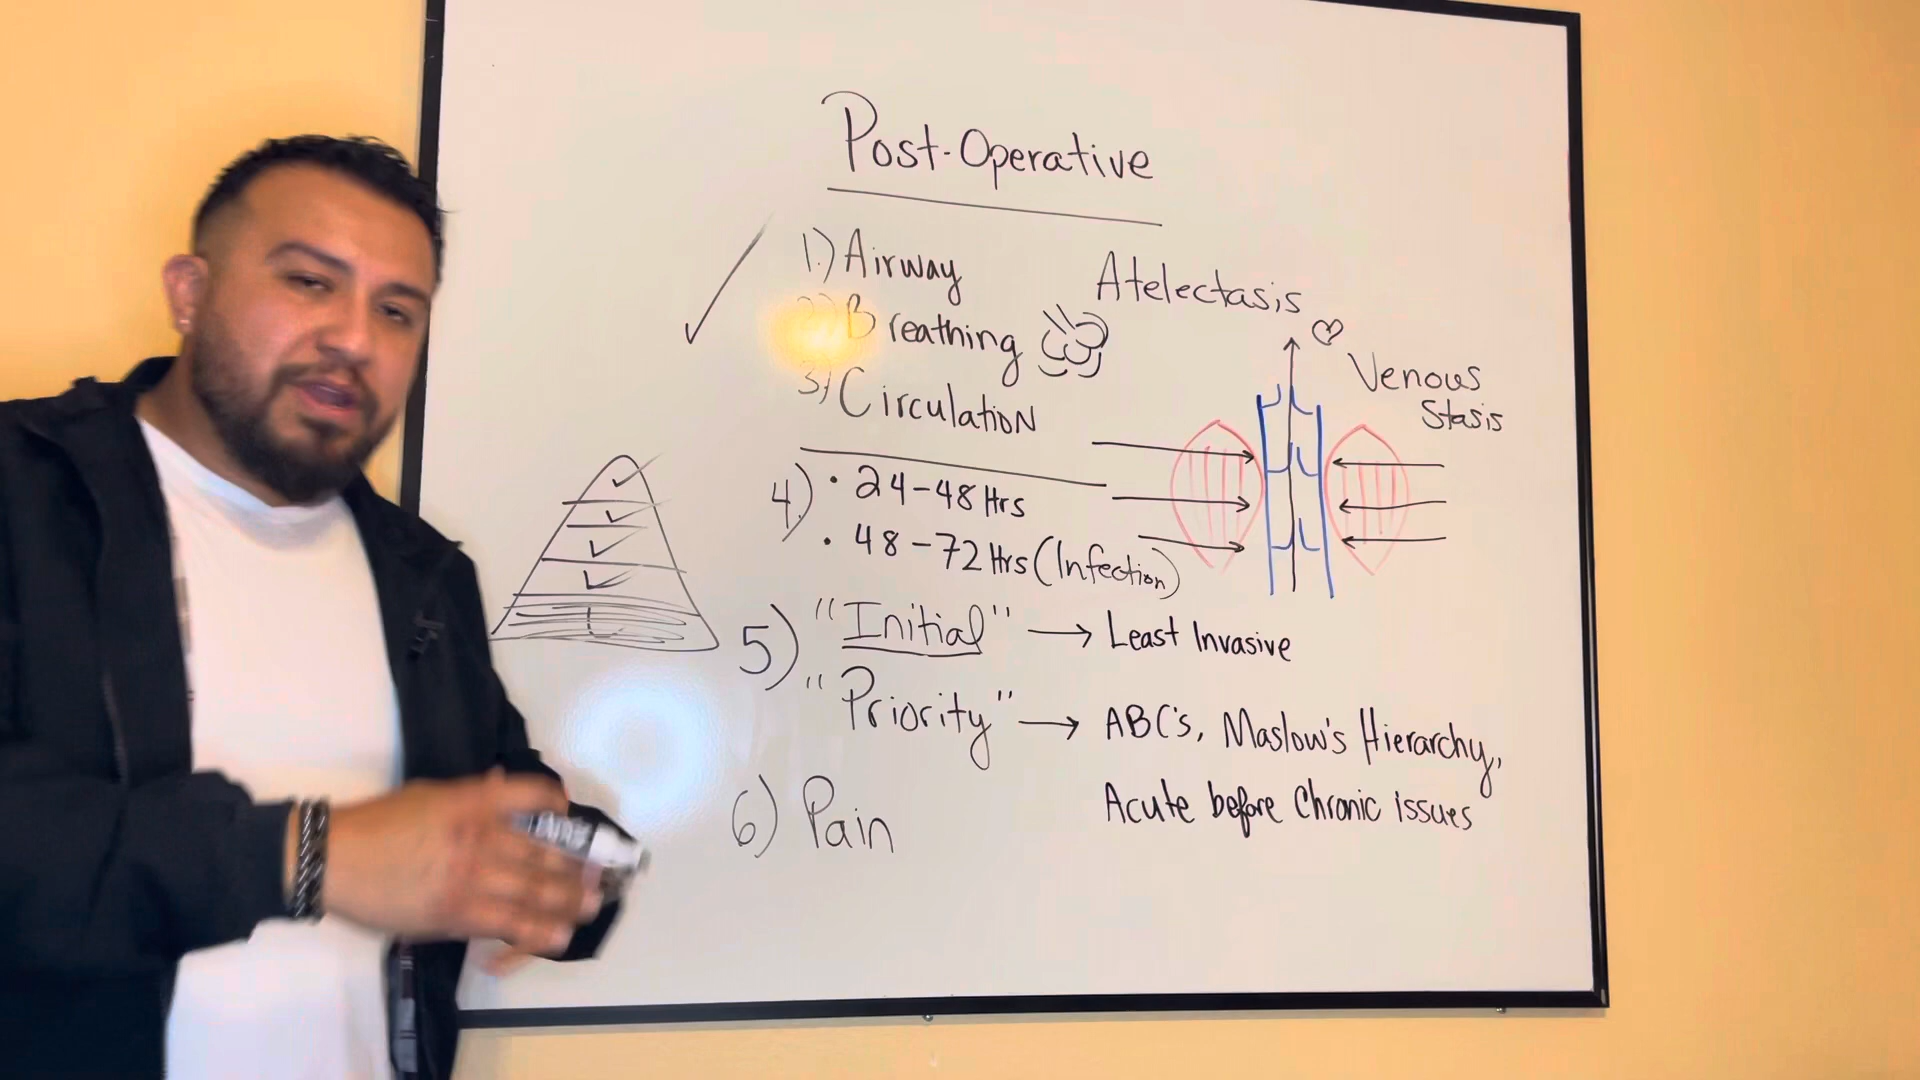 Post-Operative
1.) Airway
Atelectasis
2) Breathing
3) Circulation
Venous
Stasis
4) • 24-48 Hrs
• 48-72 Hrs (Infection)
5) "Initial" → Least Invasive
"Priority" → ABC's, Maslow's Hierarchy,
Acute before Chronic issues
6) Pain